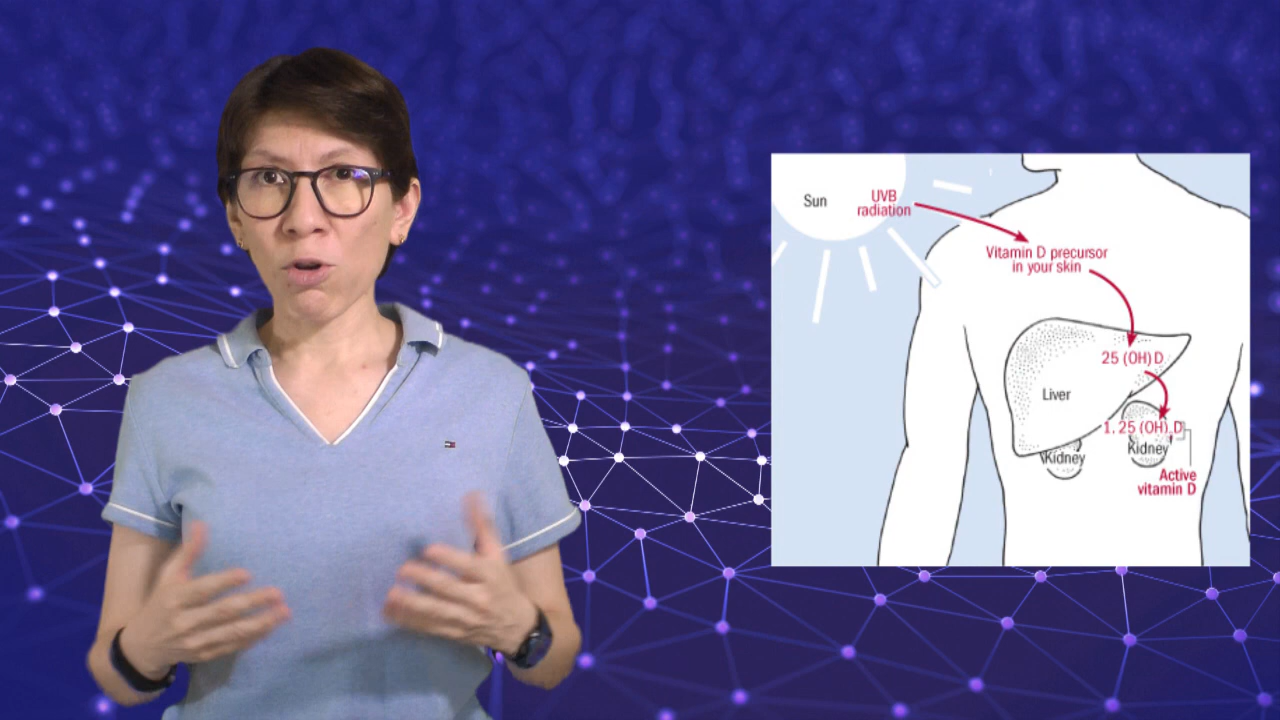 Sun
UVB
radiation
Vitamin D precursor
in your skin
25 (OH) D
Liver
1, 25 (OH) D
Kidney
Kidney
Active
vitamin D